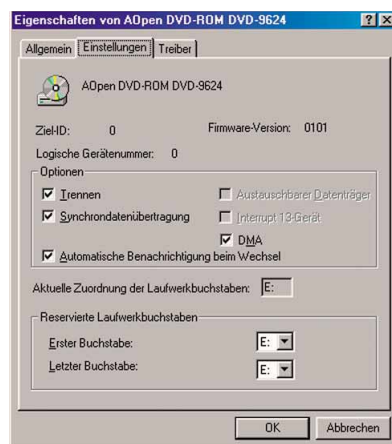 Eigenschaften von AOpen DVD-ROM DVD-9624
Allgemein Einstellungen Treiber
AOpen DVD-ROM DVD-9624
Ziel-ID: 0 Firmware-Version: 0101
Logische Gerätenummer: 0
Optionen
Trennen Austauschbarer Datenträger
Synchrondatenübertragung Interrupt 13-Gerät
DMA
Automatische Benachrichtigung beim Wechsel
Aktuelle Zuordnung der Laufwerkbuchstaben: E:
Reservierte Laufwerkbuchstaben
Erster Buchstabe: E:
Letzter Buchstabe: E:
OK Abbrechen